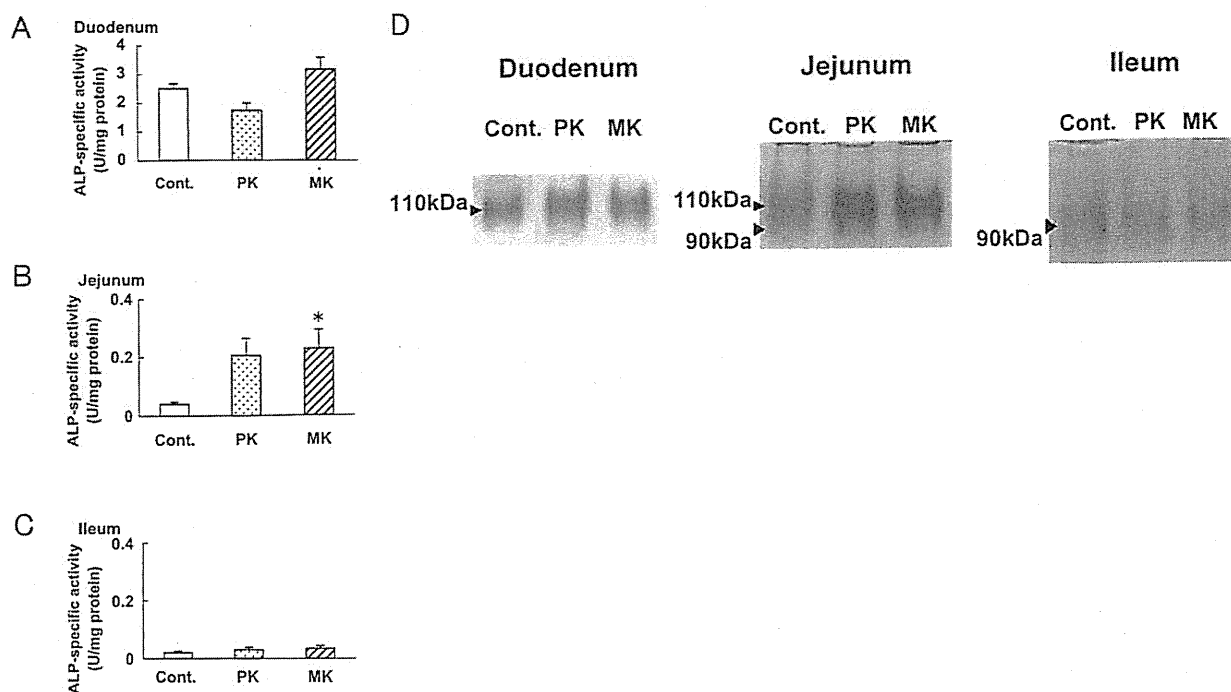 A
Duodenum
ALP-specific activity
(U/mg protein)
4
3
2
1
0
Cont. PK MK
B
Jejunum
ALP-specific activity
(U/mg protein)
0.4
0.2
0
*
Cont. PK MK
C
Ileum
ALP-specific activity
(U/mg protein)
0.4
0.2
0
Cont. PK MK
D
Duodenum
Cont. PK MK
110kDa
Jejunum
Cont. PK MK
110kDa
90kDa
Ileum
Cont. PK MK
90kDa